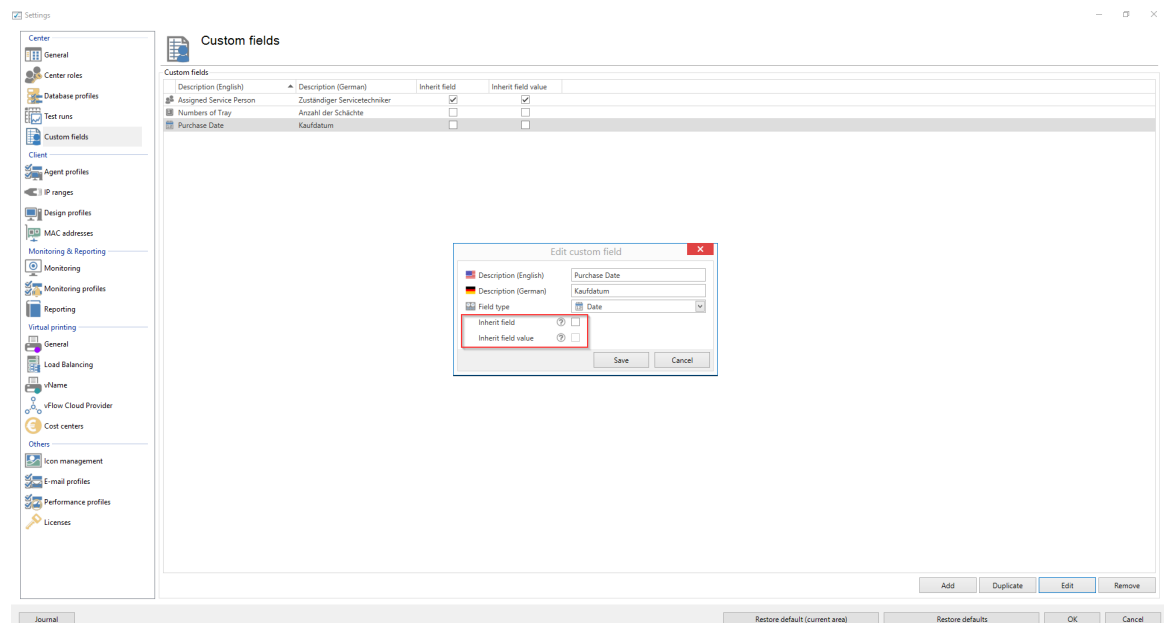 Settings
Center
General
Center roles
Database profiles
Test runs
Custom fields
Client
Agent profiles
IP ranges
Design profiles
MAC addresses
Monitoring & Reporting
Monitoring
Monitoring profiles
Reporting
Virtual printing
General
Load Balancing
vName
vFlow Cloud Provider
Cost centers
Others
Icon management
E-mail profiles
Performance profiles
Licenses
Custom fields
Custom fields
Description (English) Description (German) Inherit field Inherit field value
Assigned Service Person Zuständiger Servicetechniker
Numbers of Tray Anzahl der Schächte
Purchase Date Kaufdatum
Edit custom field
Description (English) Purchase Date
Description (German) Kaufdatum
Field type Date
Inherit field ?
Inherit field value ?
Save Cancel
Add Duplicate Edit Remove
Journal Restore default (current area) Restore defaults OK Cancel